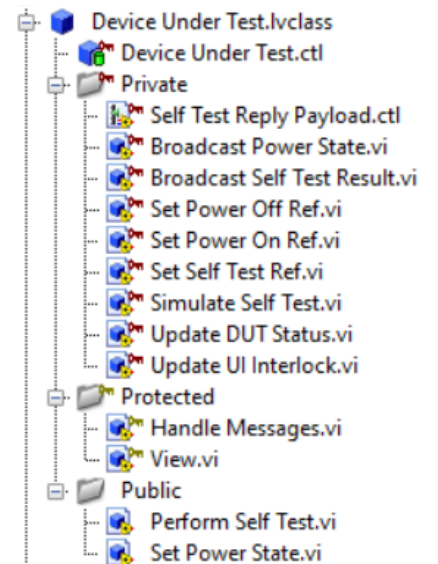 Device Under Test.lvclass
Device Under Test.ctl
Private
Self Test Reply Payload.ctl
Broadcast Power State.vi
Broadcast Self Test Result.vi
Set Power Off Ref.vi
Set Power On Ref.vi
Set Self Test Ref.vi
Simulate Self Test.vi
Update DUT Status.vi
Update UI Interlock.vi
Protected
Handle Messages.vi
View.vi
Public
Perform Self Test.vi
Set Power State.vi